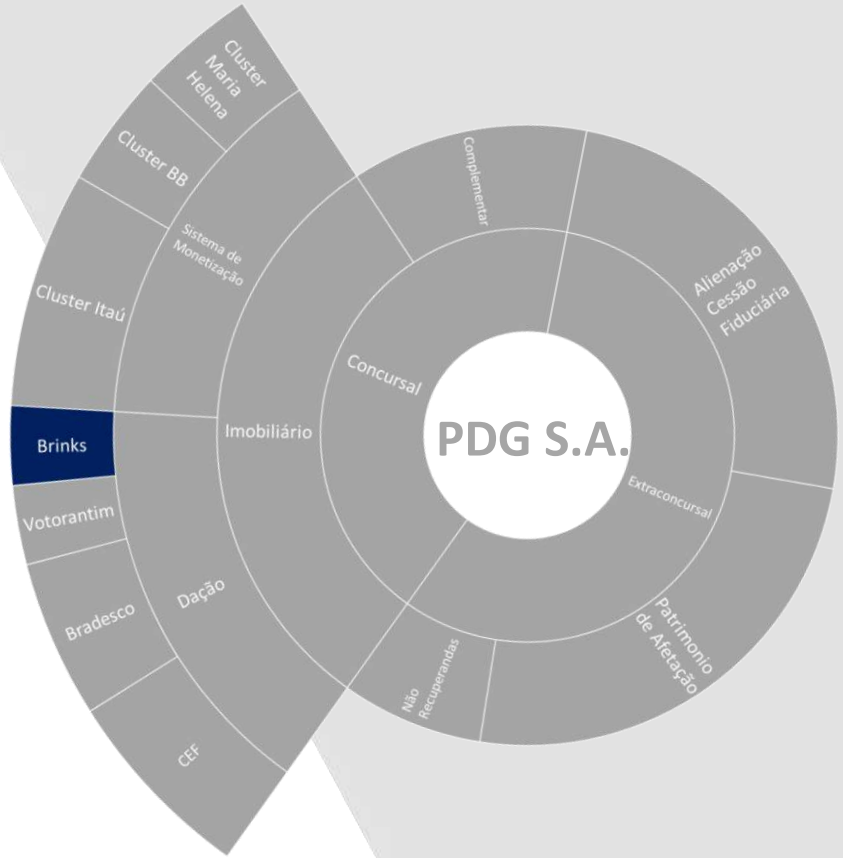 Cluster
Maria
Helena
Cluster BB
Cluster Itaú
Sistema de
Monetização
Brinks
Votorantim
Bradesco
CEF
Dação
Imobiliário
Complementar
Concursal
PDG S.A.
Extraconcursal
Alienação
Cessão
Fiduciária
Patrimonio
de Afetação
Não
Recuperandas